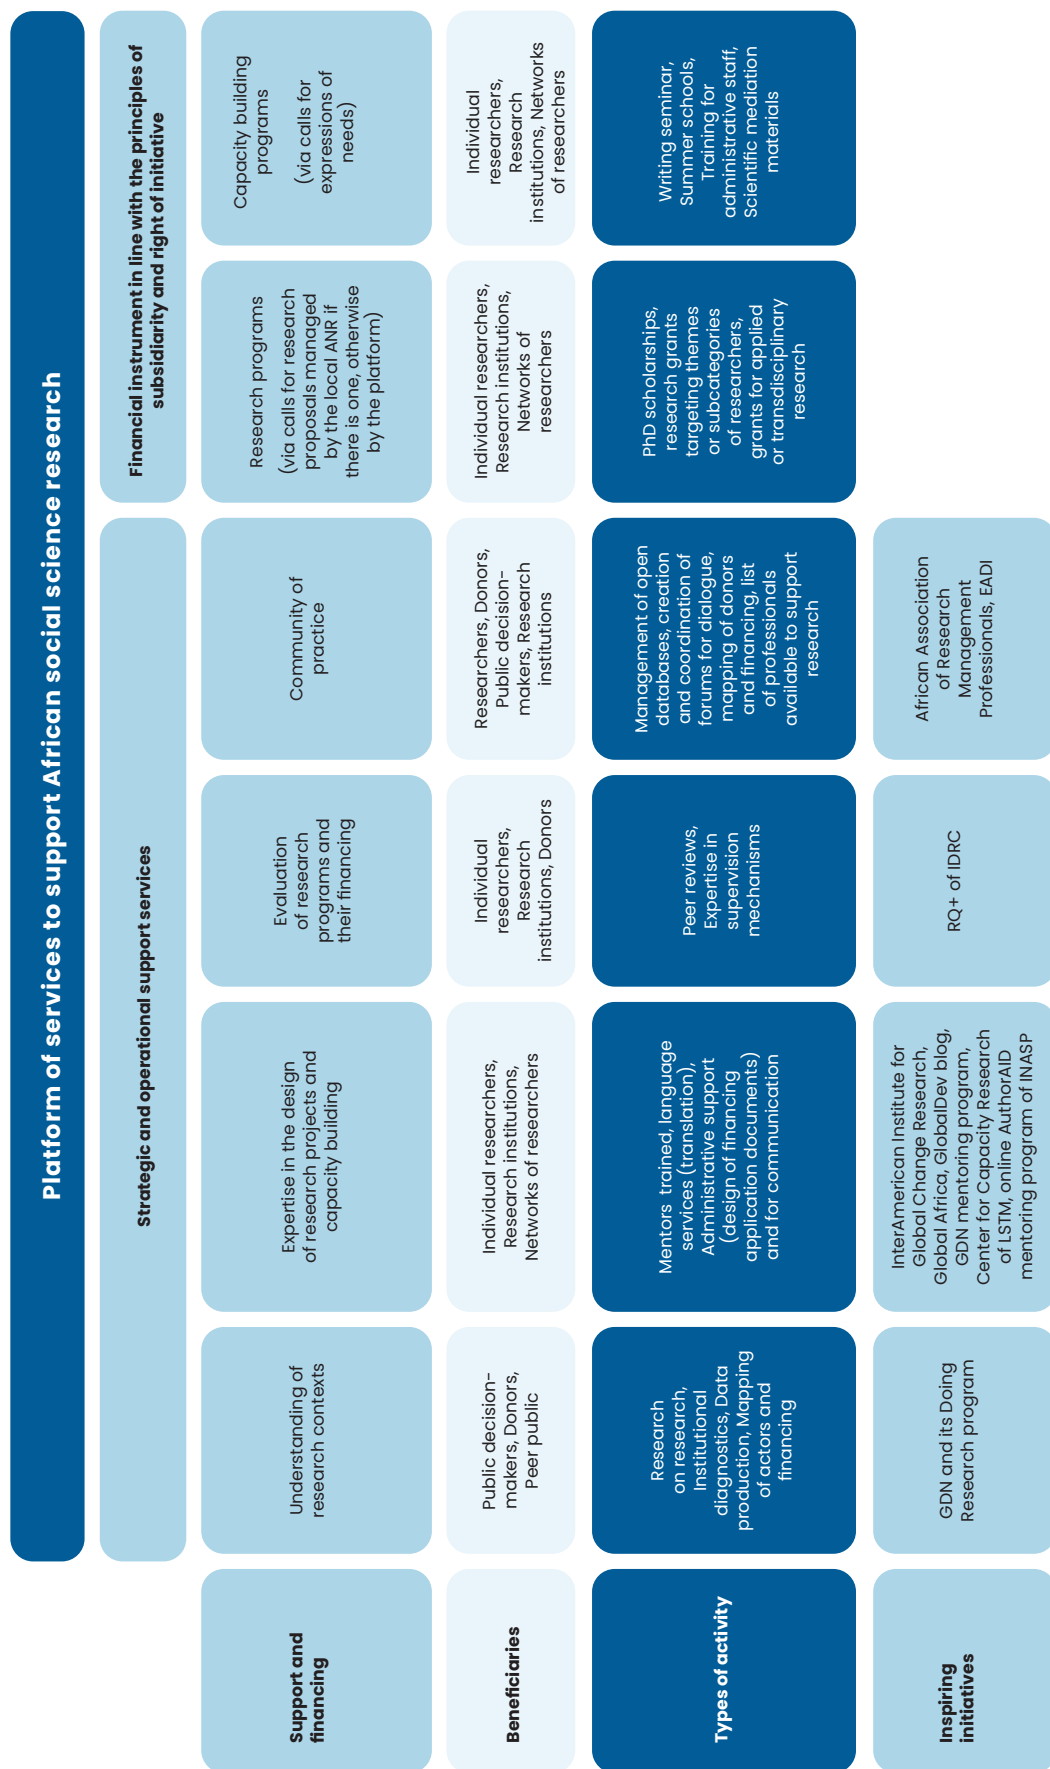 Platform of services to support African social science research
Strategic and operational support services
Financial instrument in line with the principles of
subsidiarity and right of initiative
Support and
financing
Understanding of
research contexts
Expertise in the design
of research projects and
capacity building
Evaluation
of research
programs and
their financing
Community of
practice
Research programs
(via calls for research
proposals managed
by the local ANR if
there is one, otherwise
by the platform)
Capacity building
programs
(via calls for
expressions of
needs)
Beneficiaries
Public decision-
makers, Donors,
Peer public
Individual researchers,
Research institutions,
Networks of researchers
Individual
researchers,
Research
institutions, Donors
Researchers, Donors,
Public decision-
makers, Research
institutions
Individual researchers,
Research institutions,
Networks of
researchers
Individual
researchers,
Research
institutions, Networks
of researchers
Types of activity
Research
on research,
Institutional
diagnostics, Data
production, Mapping
of actors and
financing
Mentors trained, language
services (translation),
Administrative support
(design of financing
application documents)
and for communication
Peer reviews,
Expertise in
supervision
mechanisms
Management of open
databases, creation
and coordination of
forums for dialogue,
mapping of donors
and financing, list
of professionals
available to support
research
PhD scholarships,
research grants
targeting themes
or subcategories
of researchers,
grants for applied
or transdisciplinary
research
Writing seminar,
Summer schools,
Training for
administrative staff,
Scientific mediation
materials
Inspiring
initiatives
GDN and its Doing
Research program
InterAmerican Institute for
Global Change Research,
Global Africa, GlobalDev blog,
GDN mentoring program,
Center for Capacity Research
of LSTM, online AuthorAID
mentoring program of INASP
RQ+ of IDRC
African Association
of Research
Management
Professionals, EADI